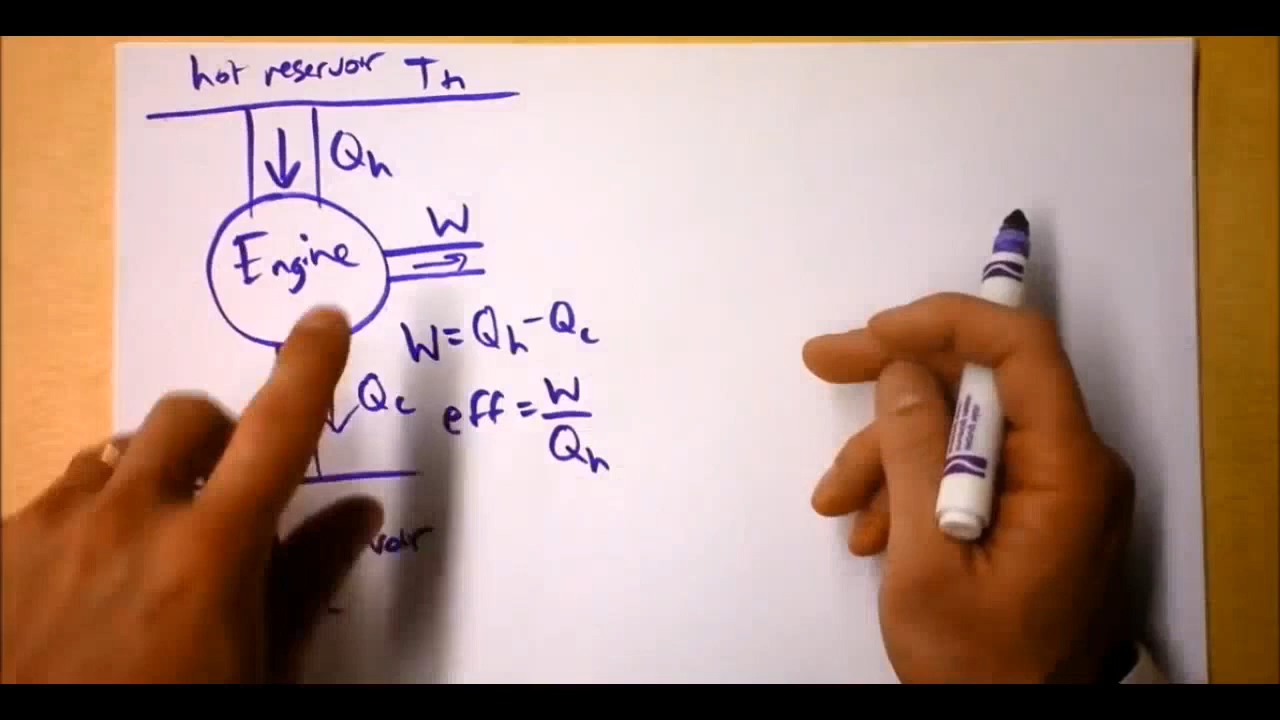 hot reservoir Th
Qh
W
Engine
W = Qh - Qc
Qc
eff = W
Qh